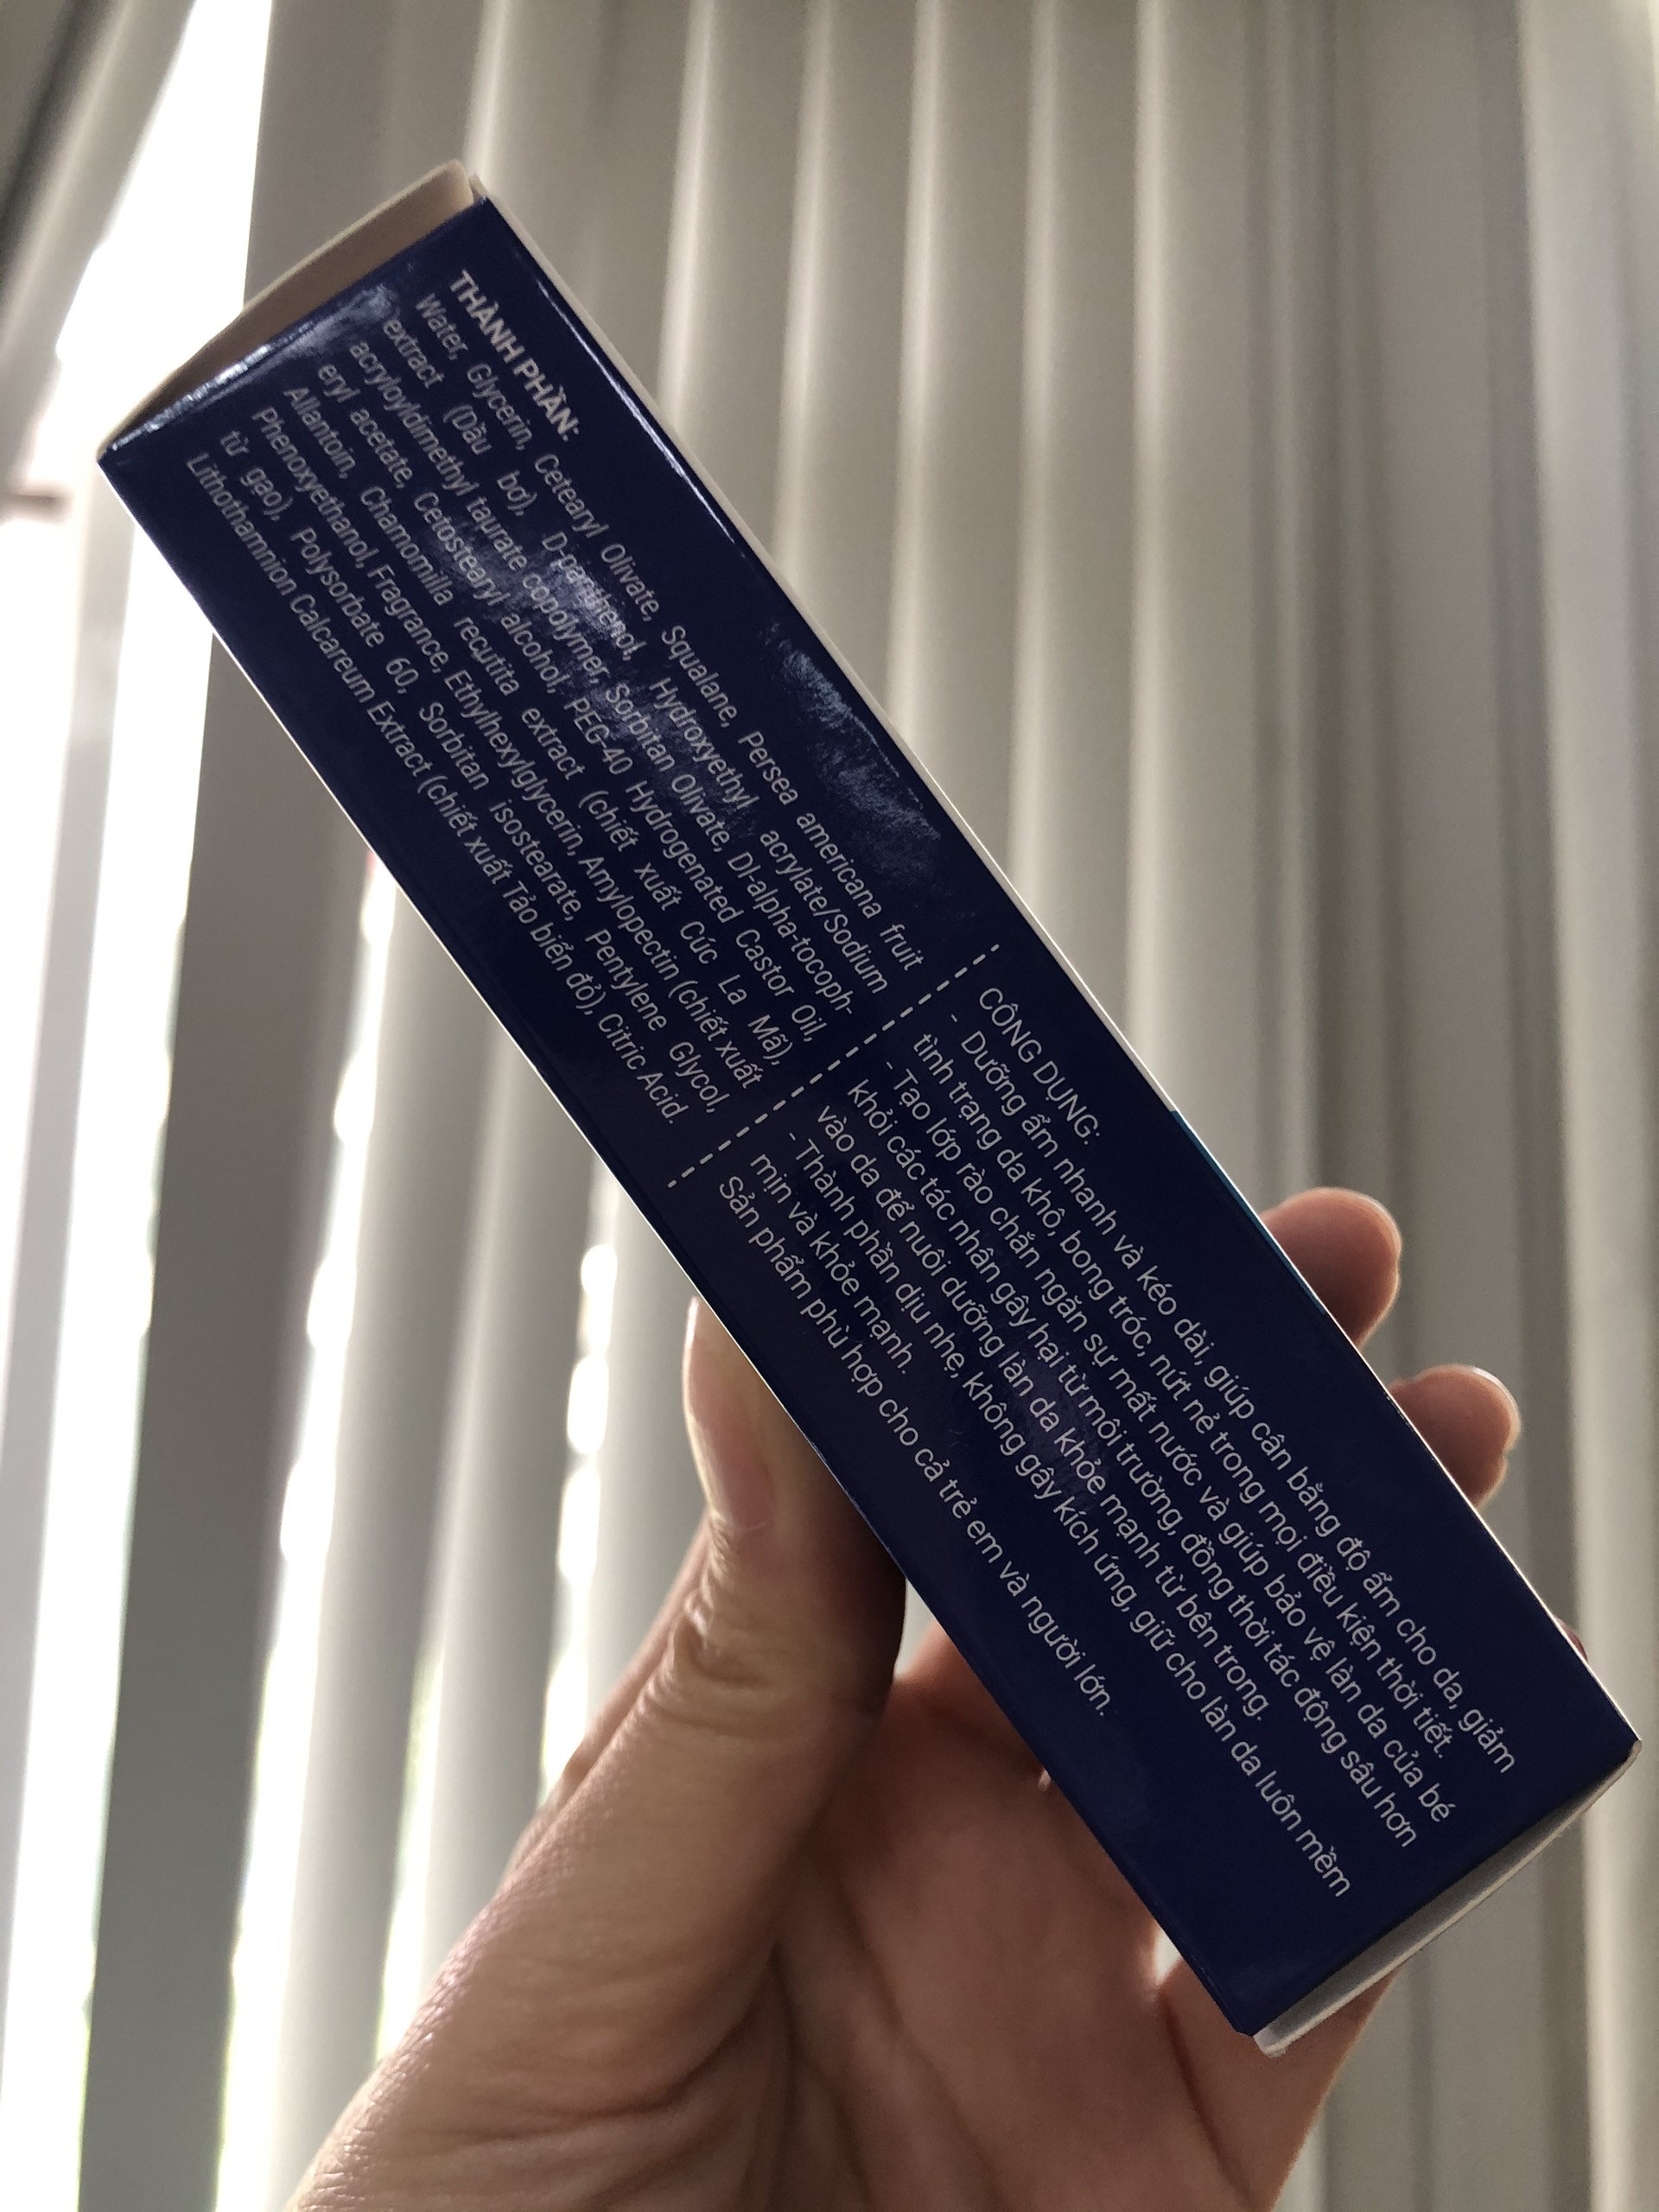 THÀNH PHẦN:
Water, Glycerin, Cetearyl Olivate, Squalane, Persea americana fruit
extract (Dầu bơ), D-panthenol, Hydroxyethyl acrylate/Sodium
acryloyldimethyl taurate copolymer, Sorbitan Olivate, Dl-alpha-tocoph-
eryl acetate, Cetostearyl alcohol, PEG-40 Hydrogenated Castor Oil,
Allantoin, Chamomilla recutita extract (chiết xuất Cúc La Mã),
Phenoxyethanol, Fragrance, Ethylhexylglycerin, Amylopectin (chiết xuất
từ gạo), Polysorbate 60, Sorbitan isostearate, Pentylene Glycol,
Lithothamnion Calcareum Extract (chiết xuất Tảo biển đỏ), Citric Acid.
CÔNG DỤNG:
- Dưỡng ẩm nhanh và kéo dài, giúp cân bằng độ ẩm cho da, giảm
tình trạng da khô, bong tróc, nứt nẻ trong mọi điều kiện thời tiết.
- Tạo lớp rào chắn ngăn sự mất nước và giúp bảo vệ làn da của bé
khỏi các tác nhân gây hại từ môi trường, đồng thời tác động sâu hơn
vào da để nuôi dưỡng làn da khỏe mạnh từ bên trong.
- Thành phần dịu nhẹ, không gây kích ứng, giữ cho làn da luôn mềm
mịn và khỏe mạnh.
Sản phẩm phù hợp cho cả trẻ em và người lớn.